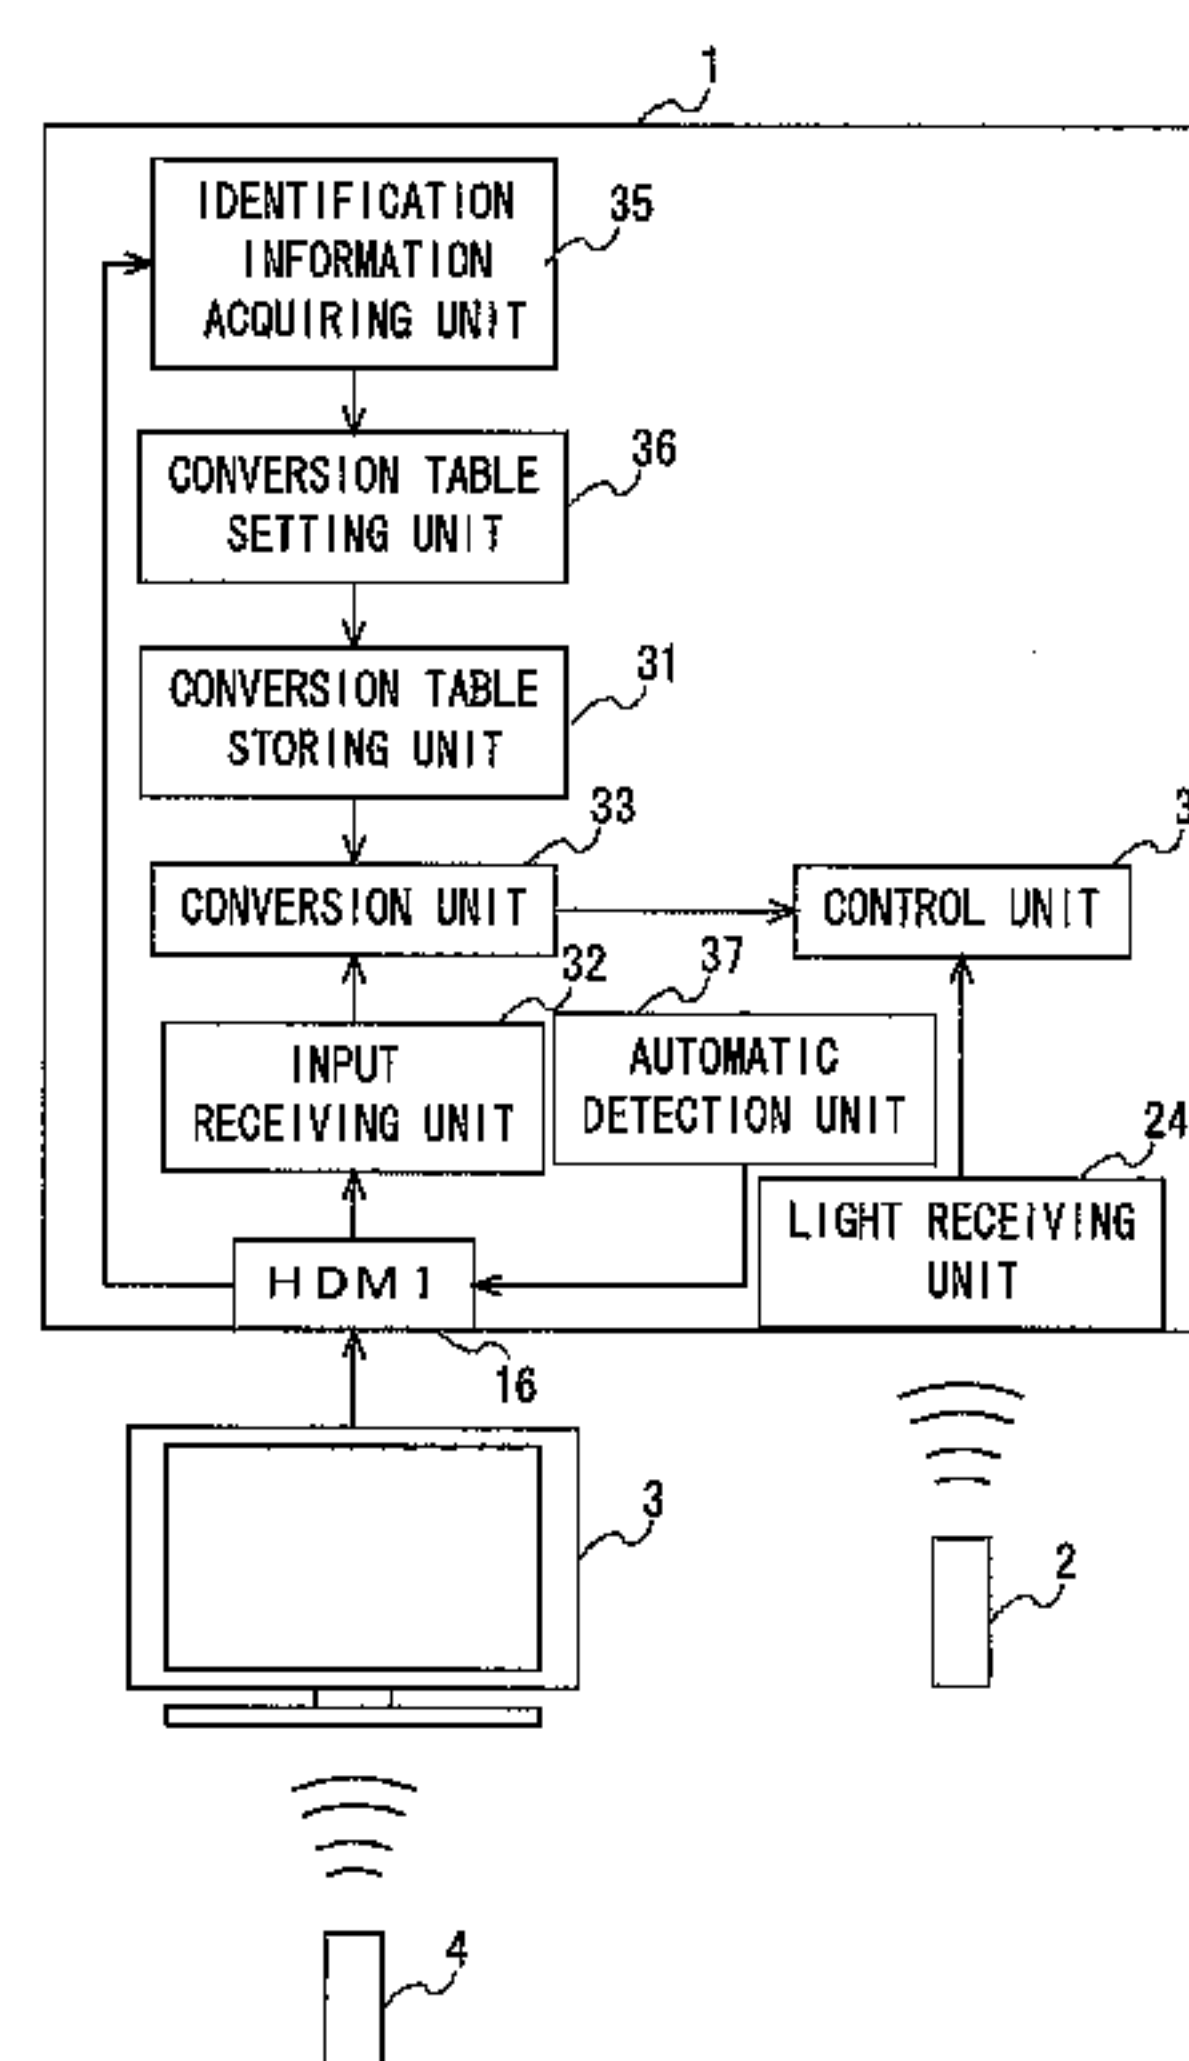 1
IDENTIFICATION
INFORMATION
ACQUIRING UNIT
35
CONVERSION TABLE
SETTING UNIT
36
CONVERSION TABLE
STORING UNIT
31
33
CONVERSION UNIT
CONTROL UNIT
32
37
INPUT
RECEIVING UNIT
AUTOMATIC
DETECTION UNIT
24
LIGHT RECEIVING
UNIT
HDMI
16
3
2
4